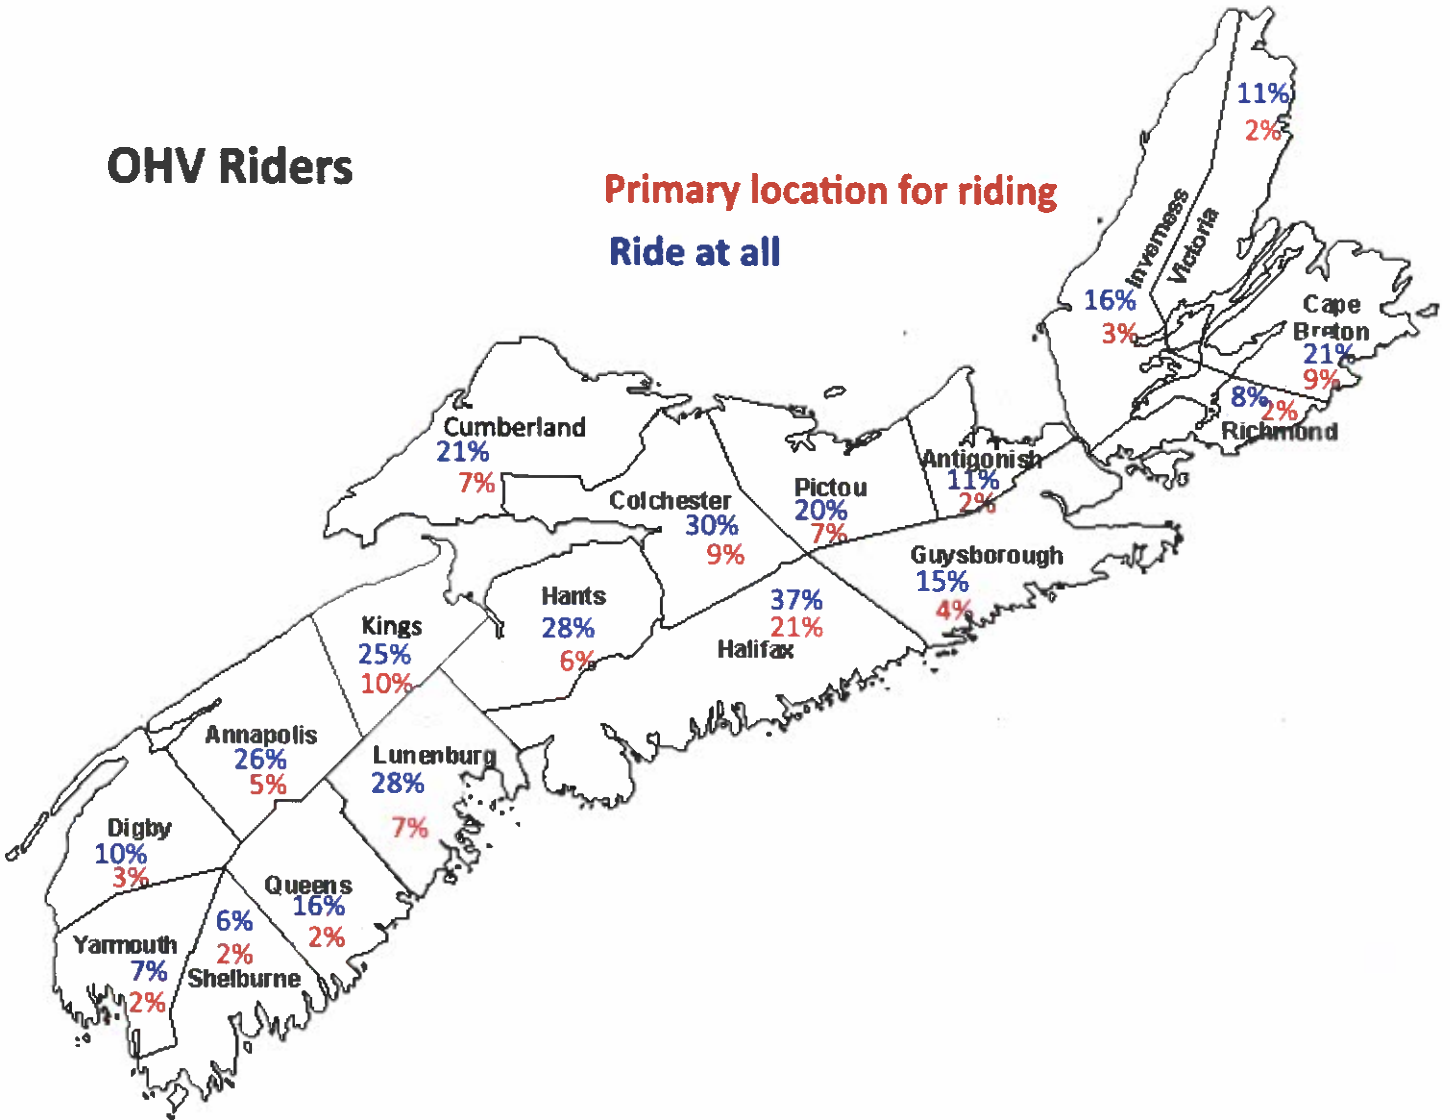 OHV Riders
Primary location for riding
Ride at all
11%
2%
Inverness
Victoria
16%
3%
Cape
Breton
21%
9%
8%
2%
Richmond
Cumberland
21%
7%
Colchester
30%
9%
Pictou
20%
7%
Antigonish
11%
2%
Guysborough
15%
4%
Hants
28%
6%
37%
21%
Halifax
Kings
25%
10%
Annapolis
26%
5%
Lunenburg
28%
7%
Digby
10%
3%
Queens
16%
2%
Yarmouth
7%
2%
6%
2%
Shelburne